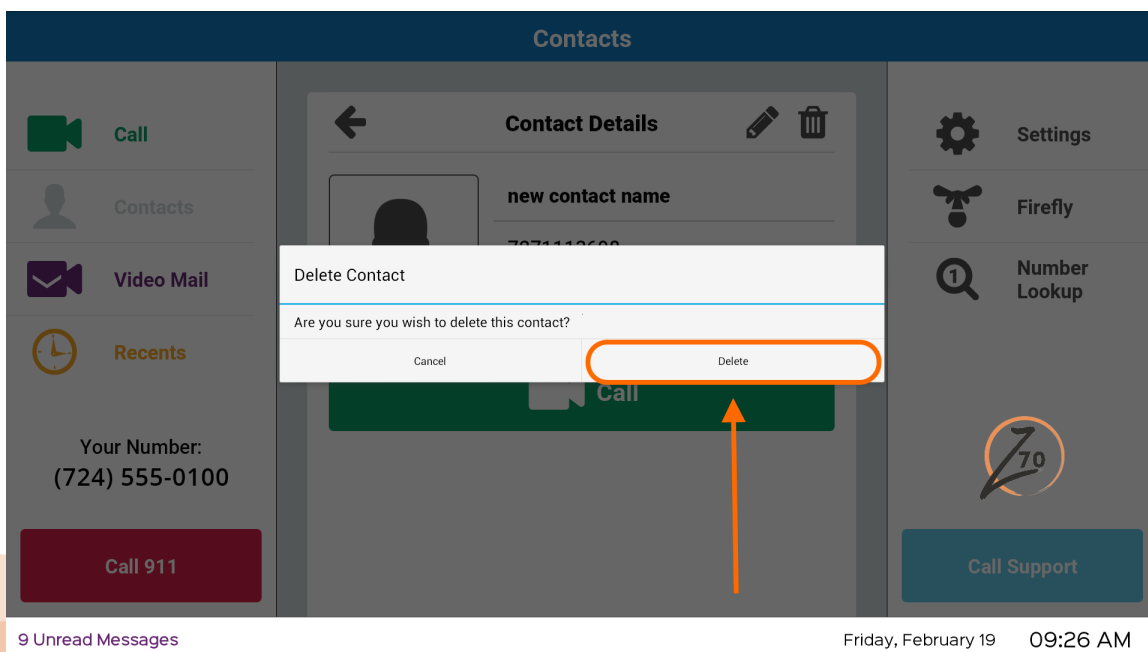 Contacts
Call
Contacts
Video Mail
Recents
Your Number:
(724) 555-0100
Call 911
Contact Details
new contact name
Delete Contact
Are you sure you wish to delete this contact?
Cancel
Delete
Call
Settings
Firefly
1
Number
Lookup
Z70
Call Support
9 Unread Messages
Friday, February 19
09:26 AM